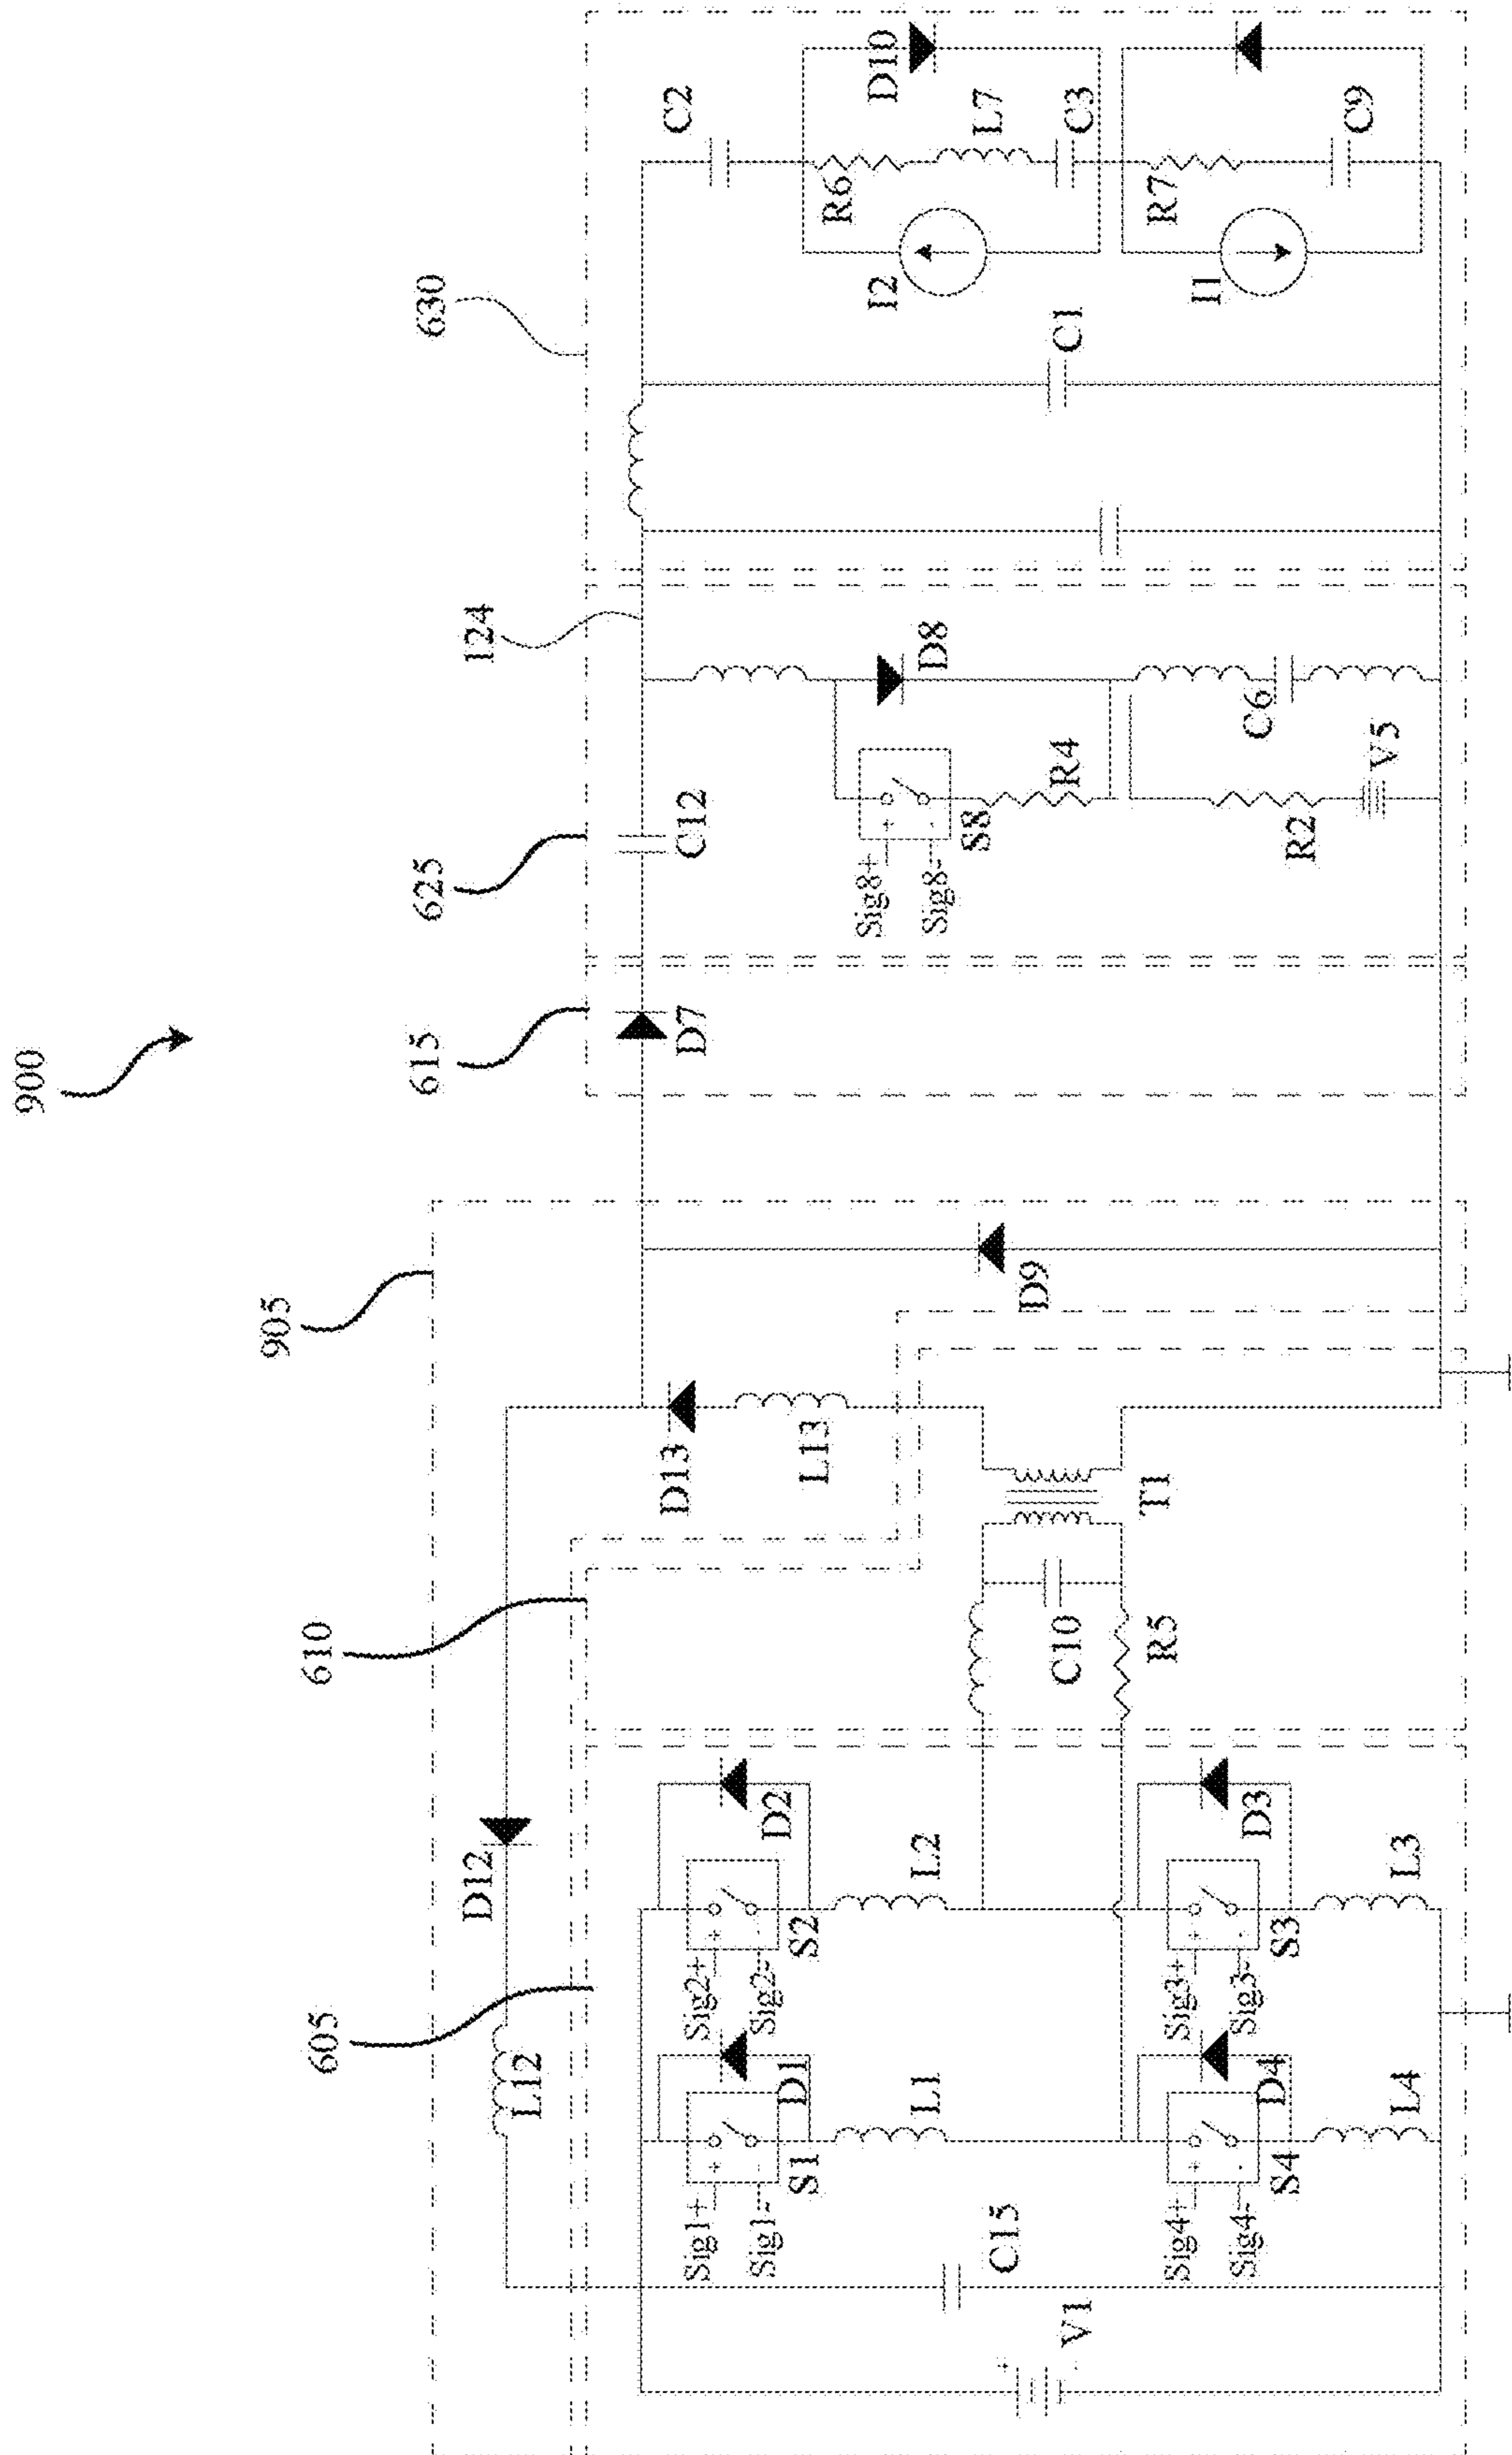 900
905
605
610
615
625
124
630
L12
D12
Sig1+
Sig1-
S1
D1
L1
Sig2+
Sig2-
S2
D2
L2
C15
V1
+
-
Sig4+
Sig4-
S4
D4
L4
Sig3+
Sig3-
S3
D3
L3
C10
R5
T1
D13
L13
D9
D7
C12
Sig8+
Sig8-
S8
D8
R4
R2
V5
C6
C1
C2
I2
R6
D10
L7
C3
I1
R7
C9